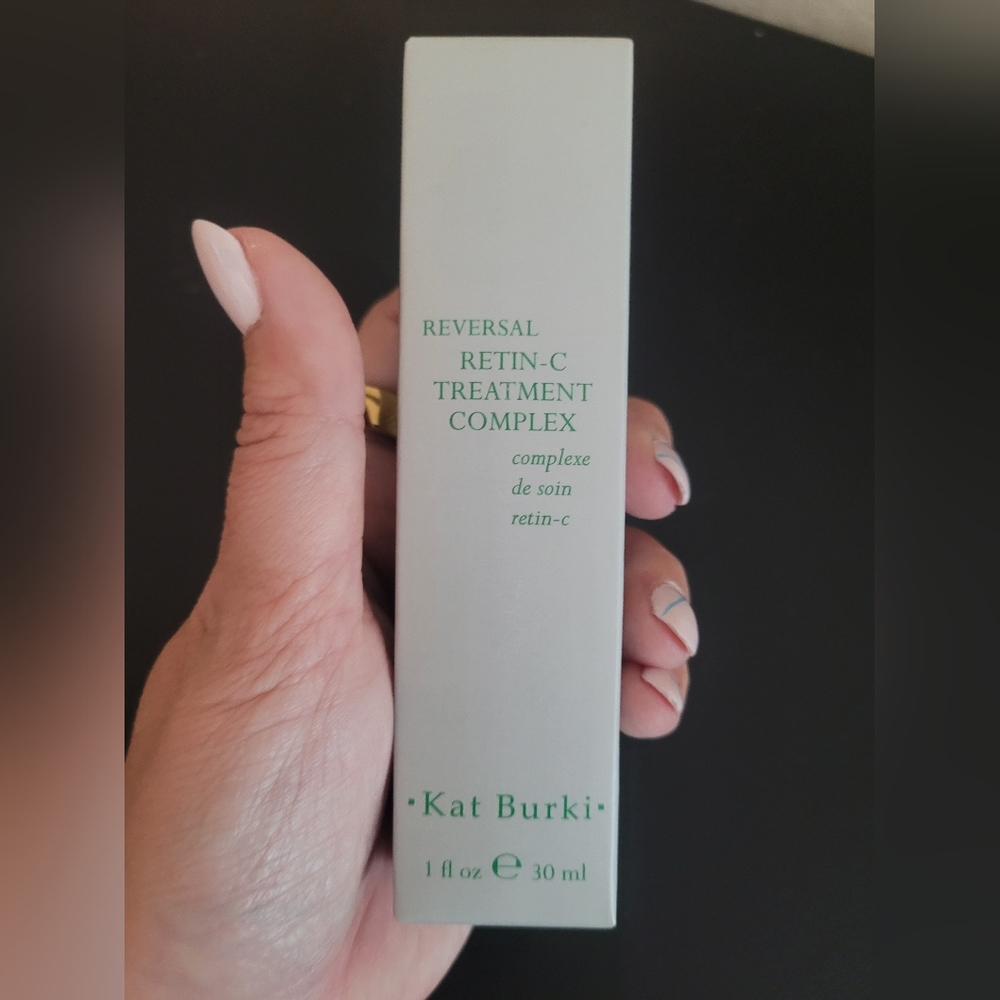 REVERSAL
RETIN-C
TREATMENT
COMPLEX
complexe
de soin
retin-c
·Kat Burki·
1 fl oz ℮ 30 ml